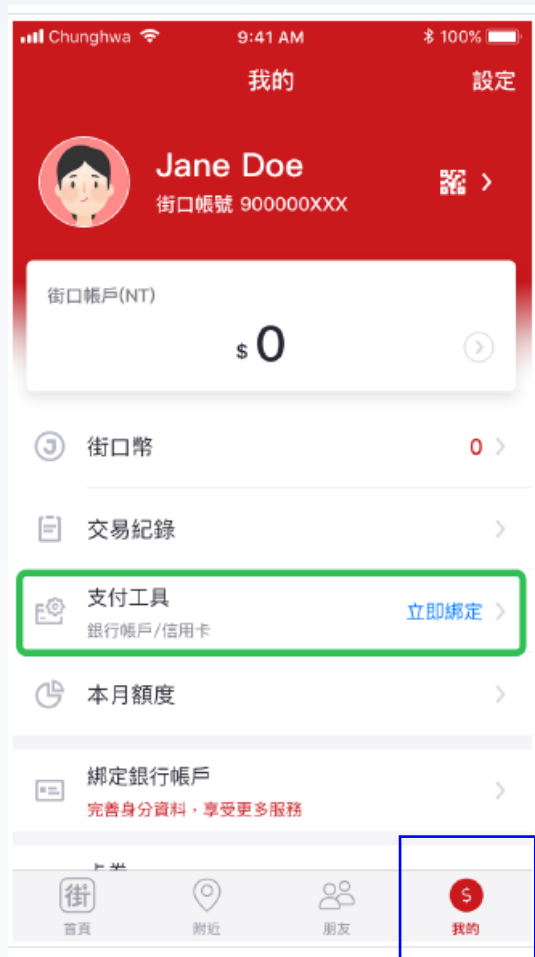 Chunghwa 9:41 AM 100%
我的 設定
Jane Doe
街口帳號 900000XXX
街口帳戶(NT)
$ 0
街口幣 0
交易紀錄
支付工具
銀行帳戶/信用卡 立即綁定
本月額度
綁定銀行帳戶
完善身分資料，享受更多服務
街 $
首頁 附近 朋友 我的